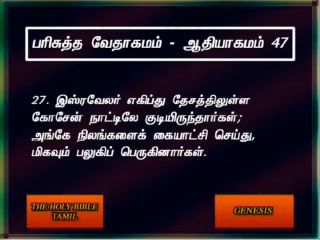 பரிசுத்த வேதாகமம் - ஆதியாகமம் 47
27. இஸ்ரவேலர் எகிப்து தேசத்திலுள்ள
கோசேன் நாட்டிலே குடியிருந்தார்கள்;
அங்கே நிலங்களைக் கையாட்சி செய்து,
மிகவும் பலுகிப் பெருகினார்கள்.
THE HOLY BIBLE
TAMIL
GENESIS